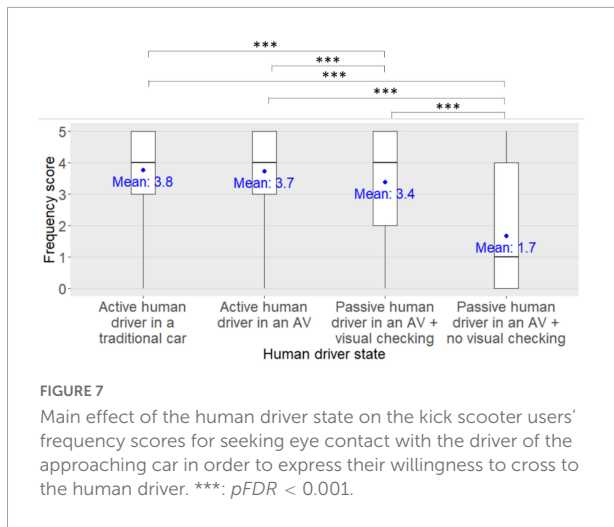 ***
***
***
***
***
5
4
3
2
1
0
Frequency score
Mean: 3.8
Mean: 3.7
Mean: 3.4
Mean: 1.7
Active human
driver in a
traditional car
Active human
driver in an AV
Passive human
driver in an AV +
visual checking
Passive human
driver in an AV +
no visual checking
Human driver state
FIGURE 7
Main effect of the human driver state on the kick scooter users’
frequency scores for seeking eye contact with the driver of the
approaching car in order to express their willingness to cross to
the human driver. ***: pFDR < 0.001.